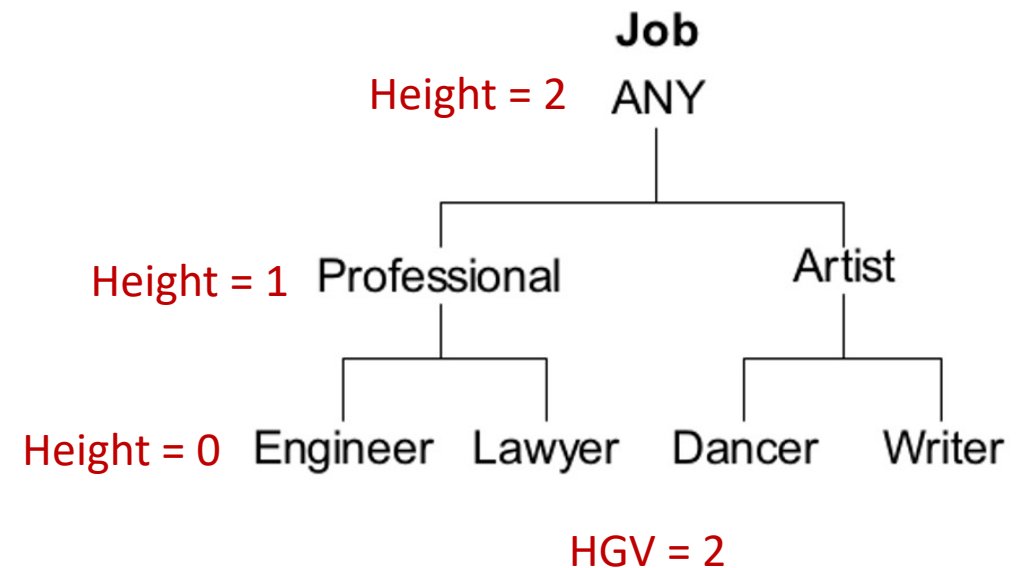 Job
Height = 2 ANY
Height = 1 Professional Artist
Height = 0 Engineer Lawyer Dancer Writer
HGV = 2